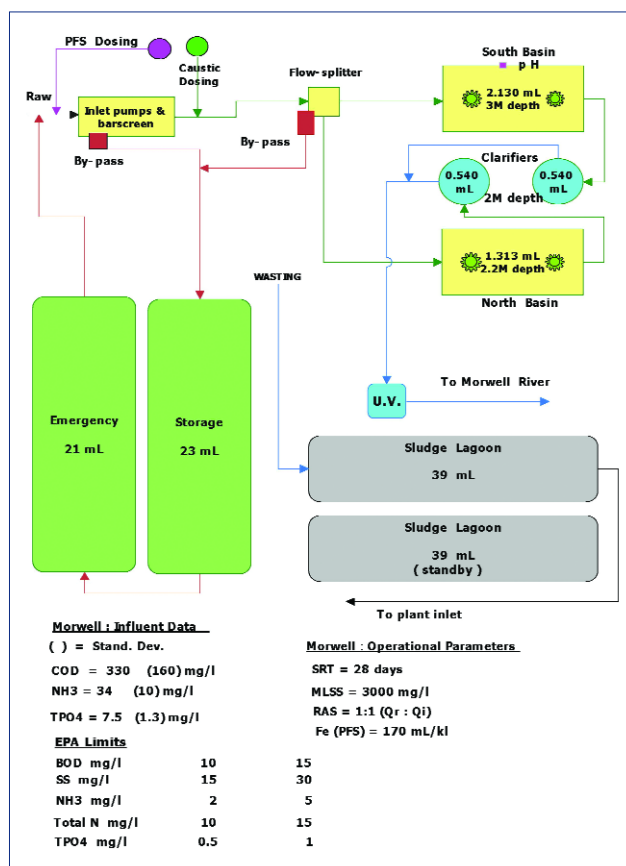 PFS Dosing
Caustic
Dosing
Raw
Inlet pumps &
barscreen
By-pass
Flow-splitter
By-pass
South Basin
pH
2.130 mL
3M depth
Clarifiers
0.540
mL
0.540
mL
2M depth
1.313 mL
2.2M depth
North Basin
WASTING
Emergency
21 mL
Storage
23 mL
U.V.
To Morwell River
Sludge Lagoon
39 mL
Sludge Lagoon
39 mL
( standby )
To plant inlet
Morwell : Influent Data
( ) = Stand. Dev.
COD = 330 (160) mg/l
NH3 = 34 (10) mg/l
TPO4 = 7.5 (1.3) mg/l
Morwell : Operational Parameters
SRT = 28 days
MLSS = 3000 mg/l
RAS = 1:1 (Qr : Qi)
Fe (PFS) = 170 mL/kl
EPA Limits
BOD mg/l 10 15
SS mg/l 15 30
NH3 mg/l 2 5
Total N mg/l 10 15
TPO4 mg/l 0.5 1